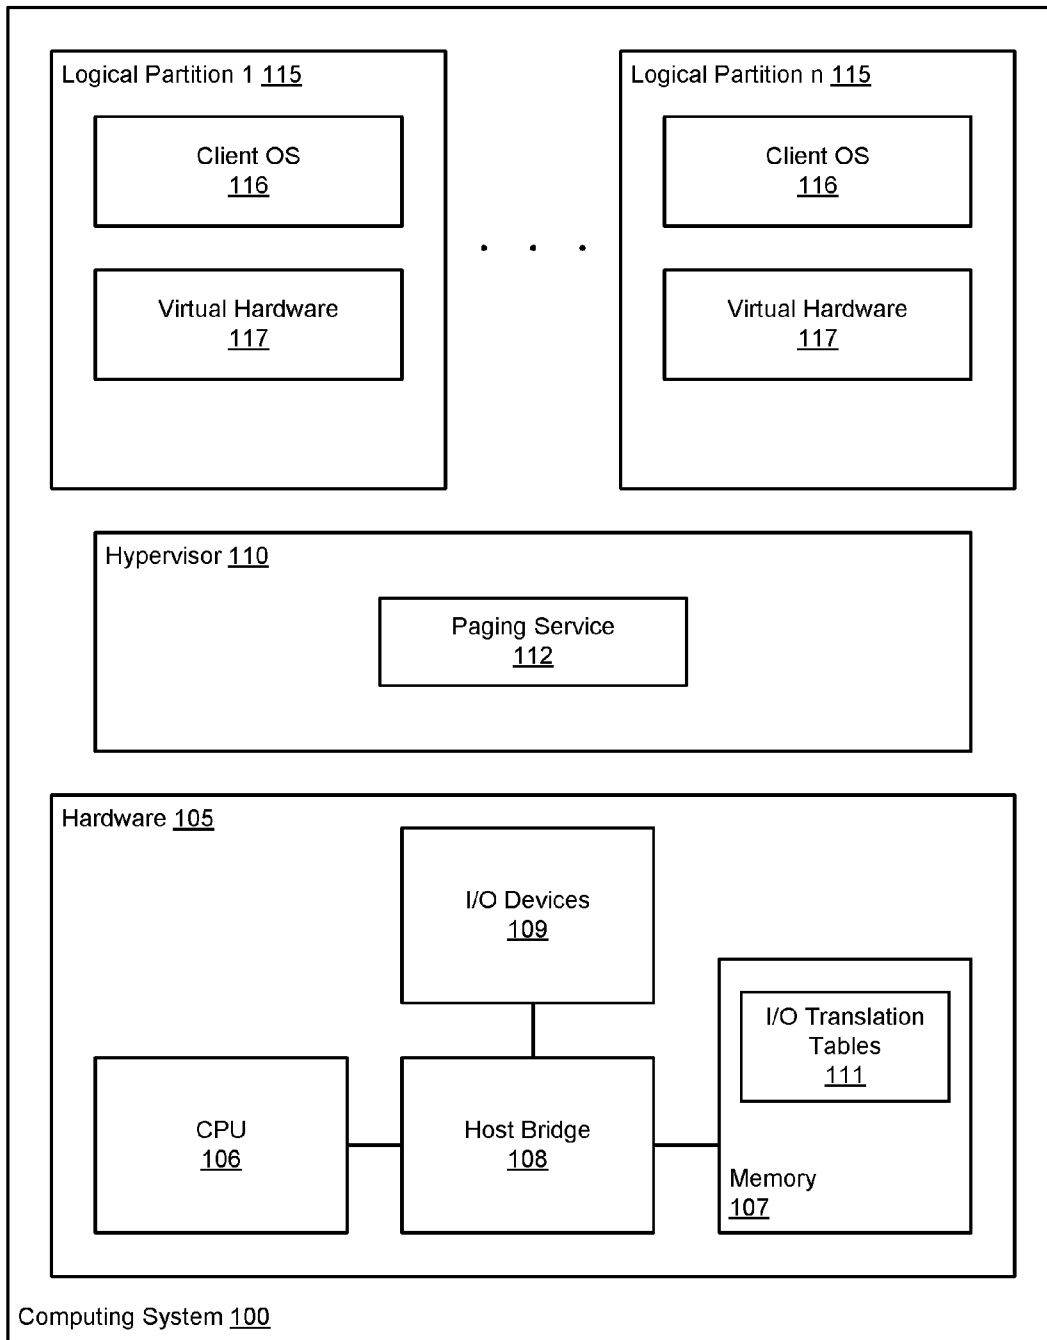 Logical Partition 1 115
Client OS
116
Virtual Hardware
117
Logical Partition n 115
Client OS
116
Virtual Hardware
117
. . .
Hypervisor 110
Paging Service
112
Hardware 105
I/O Devices
109
I/O Translation
Tables
111
CPU
106
Host Bridge
108
Memory
107
Computing System 100